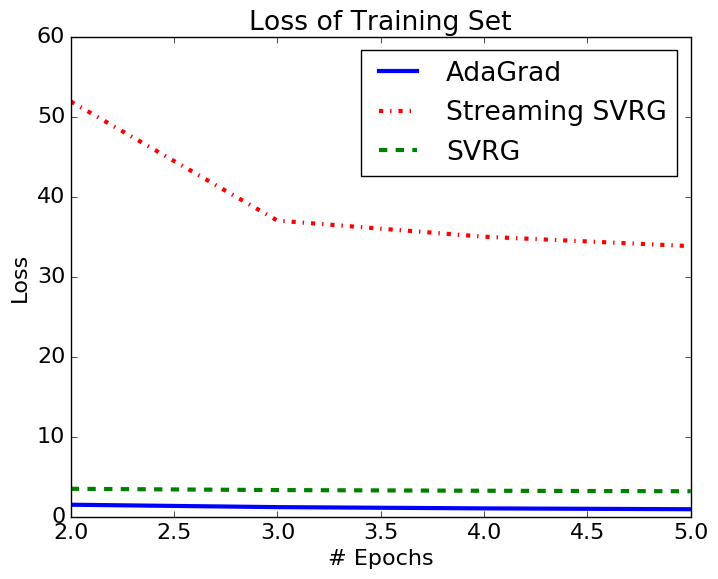 Loss of Training Set
60
50
40
30
20
10
0
Loss
AdaGrad
Streaming SVRG
SVRG
2.0 2.5 3.0 3.5 4.0 4.5 5.0
# Epochs